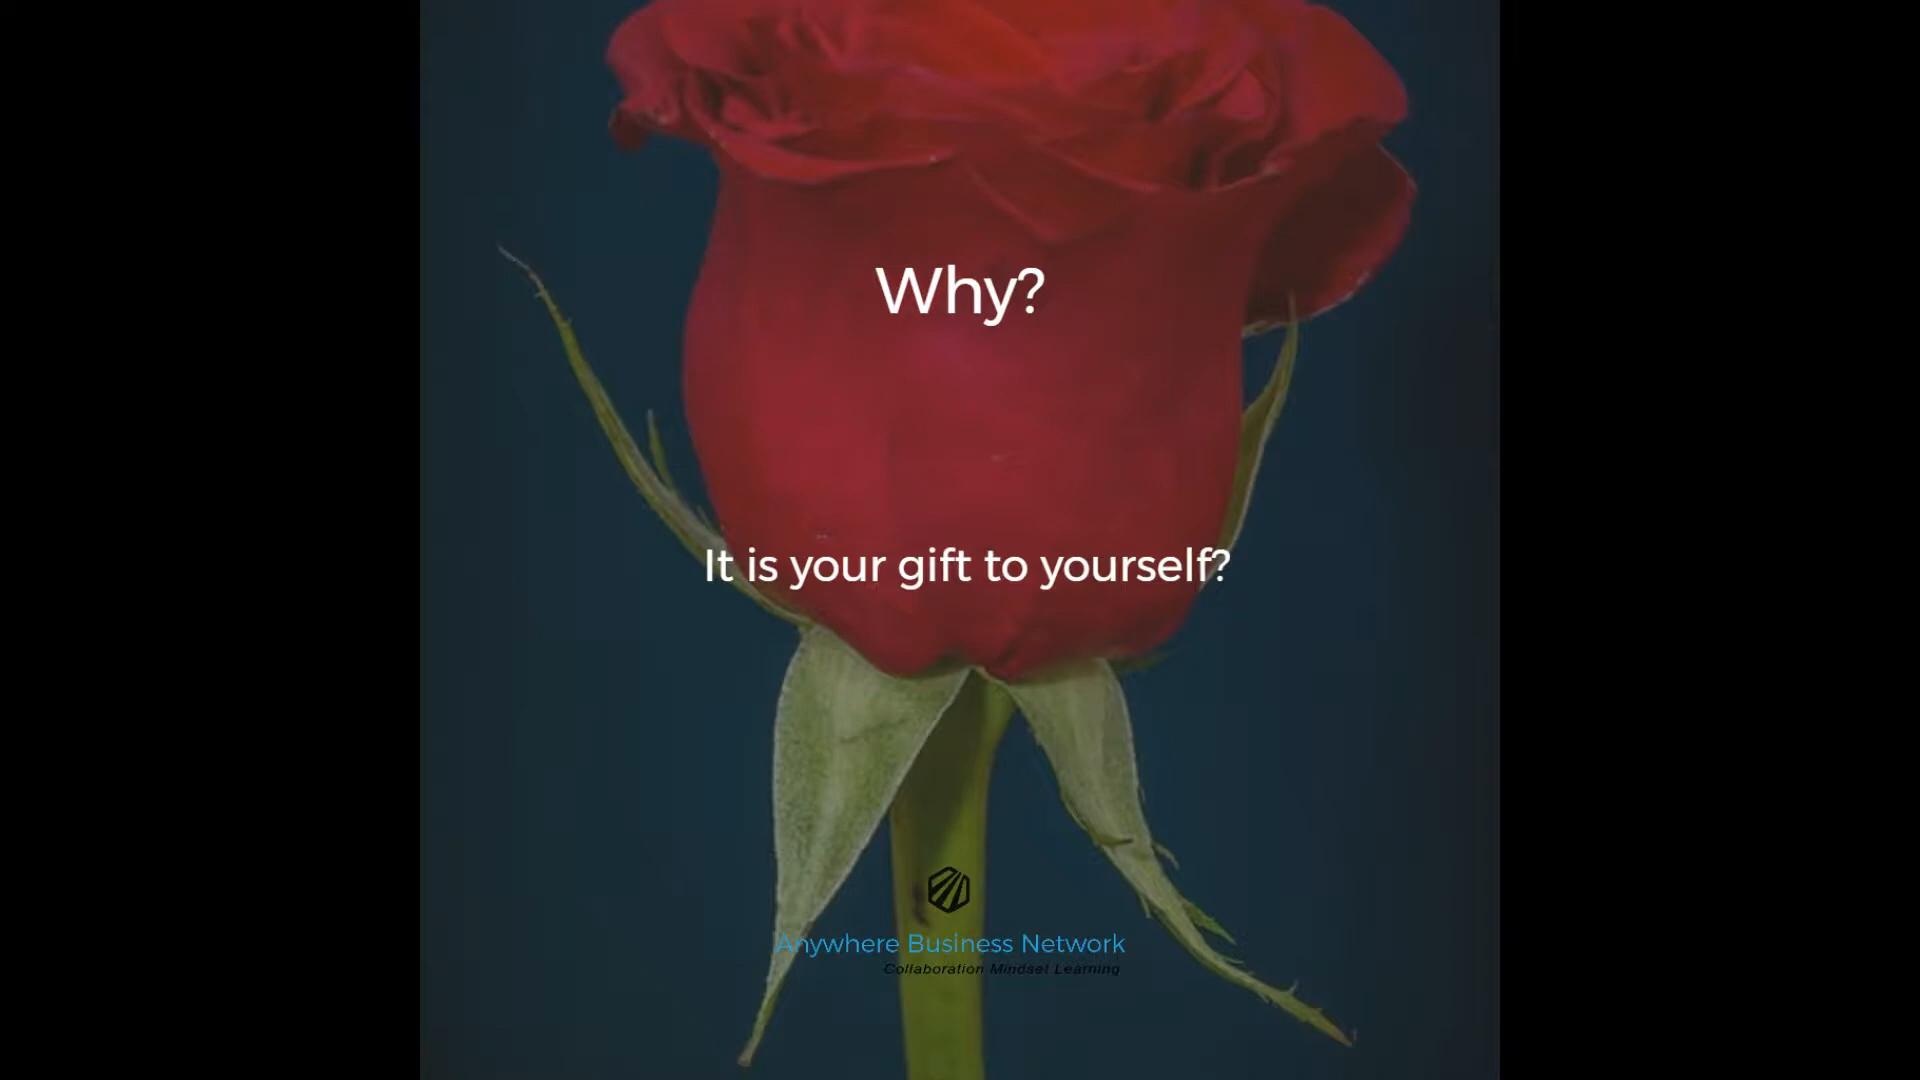 Why?
It is your gift to yourself?
Anywhere Business Network
Collaboration Mindset Learning